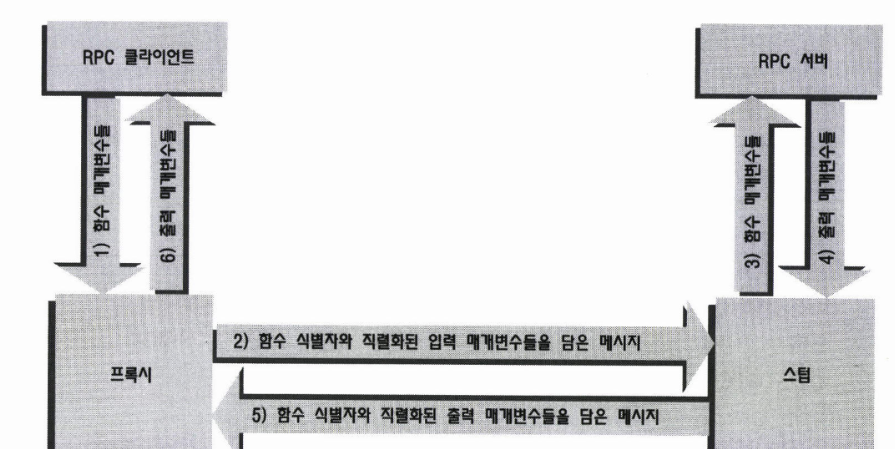 RPC 클라이언트
RPC 서버
1) 함수 매개변수들
6) 출력 매개변수들
3) 함수 매개변수들
4) 출력 매개변수들
2) 함수 식별자와 직렬화된 입력 매개변수들을 담은 메시지
프록시
스텁
5) 함수 식별자와 직렬화된 출력 매개변수들을 담은 메시지